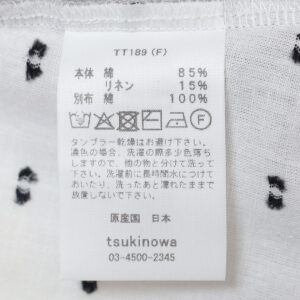 TT189 (F)
本体 綿 85%
リネン 15%
別布 綿 100%
F
タンブラー乾燥はお避け下さい。
濃色の場合、洗濯の際多少色落ち
しますので、他の物と分けて洗って
下さい。洗濯前に長時間水につけて
おいたり、洗ったあと濡れたままで
放置しないで下さい。
原産国 日本
tsukinowa
03-4500-2345